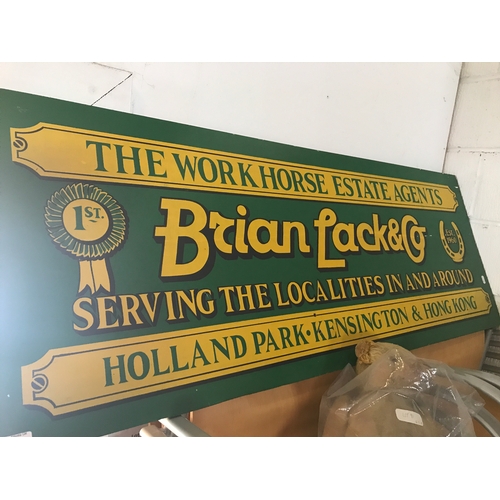 THE WORKHORSE ESTATE AGENTS
1ST.
Brian Lack & Co
SERVING THE LOCALITIES IN AND AROUND
HOLLAND PARK · KENSINGTON & HONG KONG